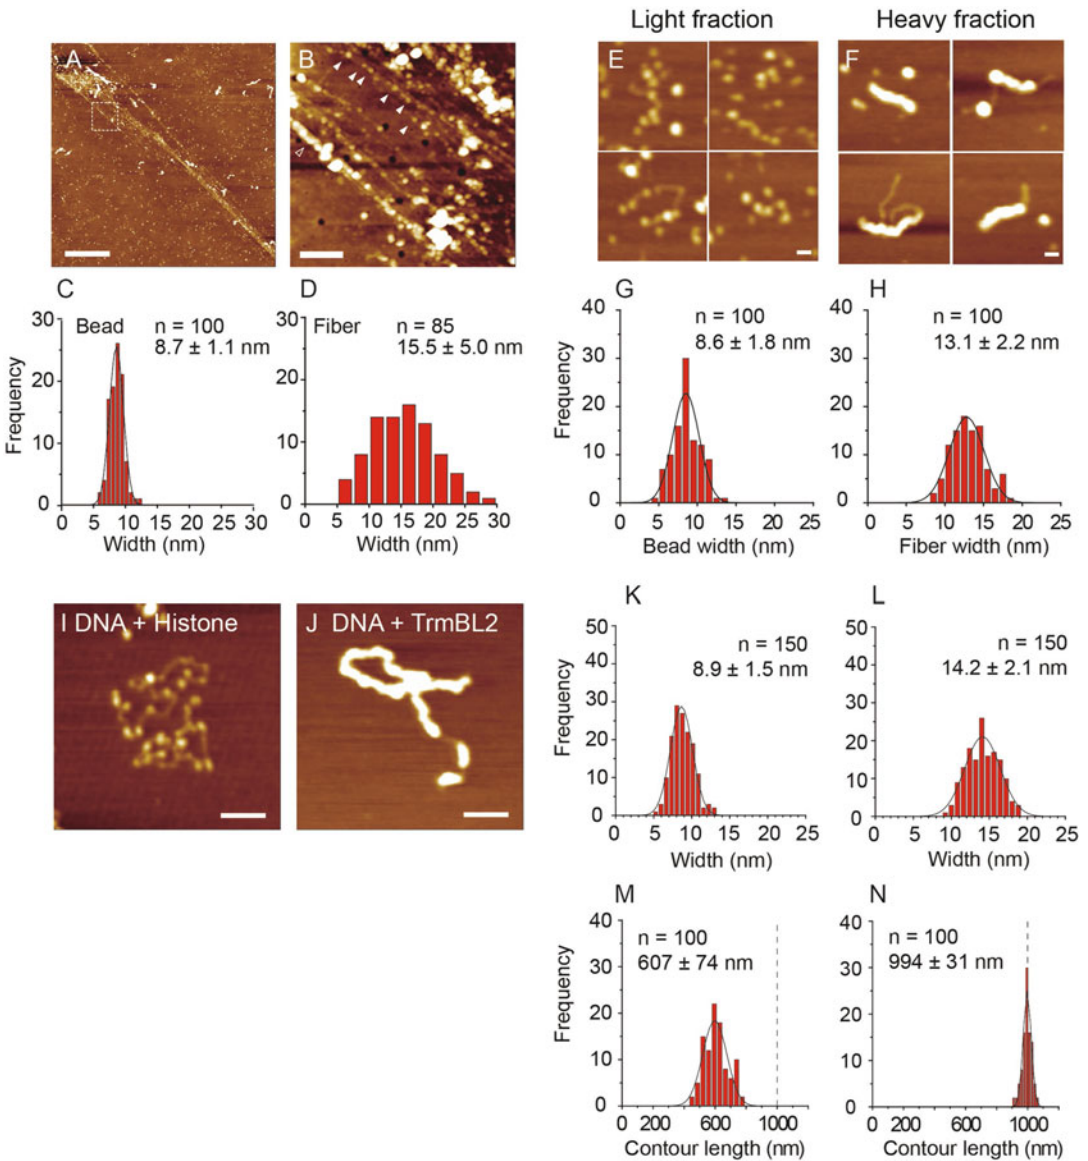 Light fraction
Heavy fraction
A
B
E
F
C
D
G
H
30
20
10
0
Frequency
Bead
n = 100
8.7 ± 1.1 nm
0 5 10 15 20 25 30
Width (nm)
30
20
10
0
Fiber
n = 85
15.5 ± 5.0 nm
0 5 10 15 20 25 30
Width (nm)
40
30
20
10
0
Frequency
n = 100
8.6 ± 1.8 nm
0 5 10 15 20 25
Bead width (nm)
40
30
20
10
0
n = 100
13.1 ± 2.2 nm
0 5 10 15 20 25
Fiber width (nm)
I DNA + Histone
J DNA + TrmBL2
K
L
50
40
30
20
10
0
Frequency
n = 150
8.9 ± 1.5 nm
0 5 10 15 20 25
Width (nm)
50
40
30
20
10
0
n = 150
14.2 ± 2.1 nm
0 5 10 15 20 25
Width (nm)
M
N
40
30
20
10
0
Frequency
n = 100
607 ± 74 nm
0 200 600 1000
Contour length (nm)
40
30
20
10
0
n = 100
994 ± 31 nm
0 200 600 1000
Contour length (nm)